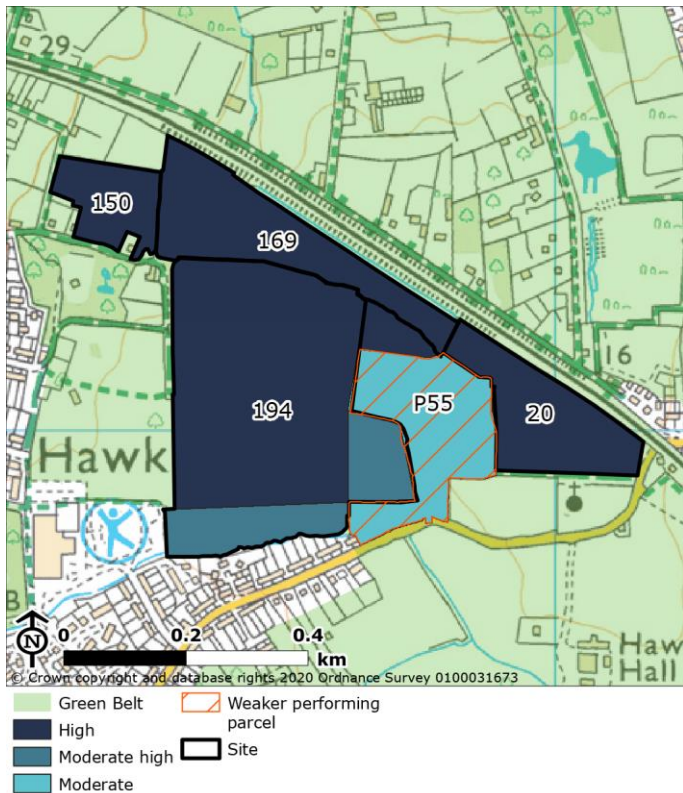 29
150
169
16
194
P55
20
Hawk
B
Haw
Hall
N
0 0.2 0.4
km
© Crown copyright and database rights 2020 Ordnance Survey 0100031673
Green Belt
High
Moderate high
Moderate
Weaker performing
parcel
Site